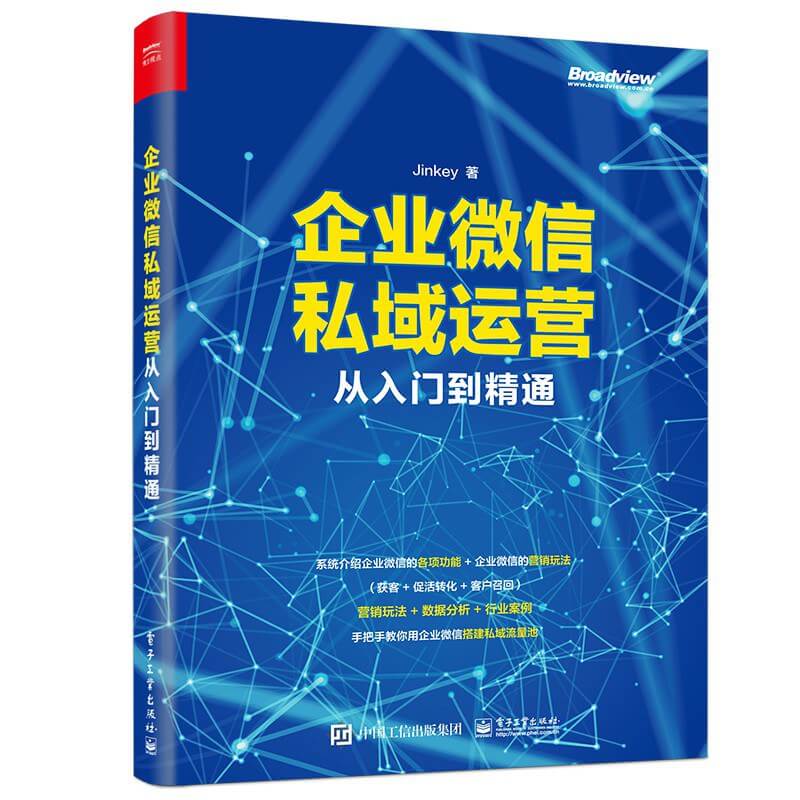 Broadview
www.broadview.com.cn
Jinkey 著
企业微信
私域运营
从入门到精通
系统介绍企业微信的各项功能 + 企业微信的营销玩法
（获客 + 促活转化 + 客户召回）
营销玩法 + 数据分析 + 行业案例
手把手教你用企业微信搭建私域流量池
中国工信出版集团
电子工业出版社
Broadview
企业微信私域运营从入门到精通
电子工业出版社